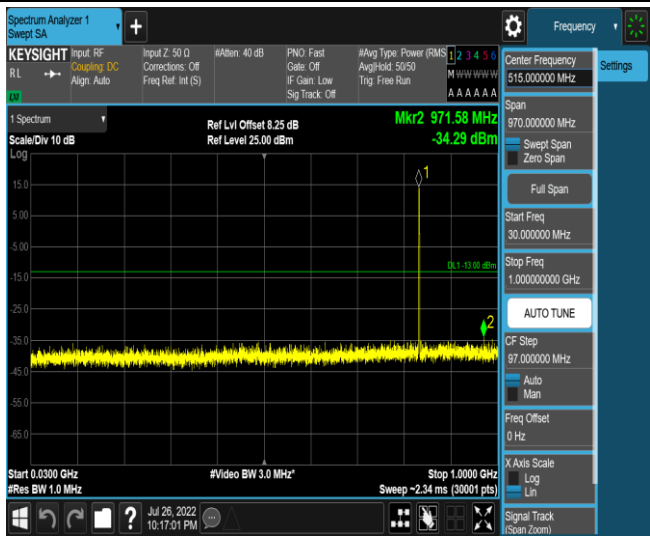 Spectrum Analyzer 1
Swept SA
Frequency
KEYSIGHT
RL
Input: RF
Coupling: DC
Align: Auto
Input Z: 50 Ω
Corrections: Off
Freq Ref: Int (S)
#Atten: 40 dB
PNO: Fast
Gate: Off
IF Gain: Low
Sig Track: Off
#Avg Type: Power (RMS
Avg|Hold: 50/50
Trig: Free Run
1 2 3 4 5 6
M W W W W W
A A A A A A
1 Spectrum
Scale/Div 10 dB
Log
Ref Lvl Offset 8.25 dB
Ref Level 25.00 dBm
Mkr2 971.58 MHz
-34.29 dBm
15.0
5.00
-5.00
-15.0
-25.0
-35.0
-45.0
-55.0
-65.0
1
DL1 -13.00 dBm
2
Start 0.0300 GHz
#Res BW 1.0 MHz
#Video BW 3.0 MHz*
Stop 1.0000 GHz
Sweep ~2.34 ms (30001 pts)
Jul 26, 2022
10:17:01 PM
Settings
Center Frequency
515.000000 MHz
Span
970.000000 MHz
Swept Span
Zero Span
Full Span
Start Freq
30.000000 MHz
Stop Freq
1.000000000 GHz
AUTO TUNE
CF Step
97.000000 MHz
Auto
Man
Freq Offset
0 Hz
X Axis Scale
Log
Lin
Signal Track
(Span Zoom)